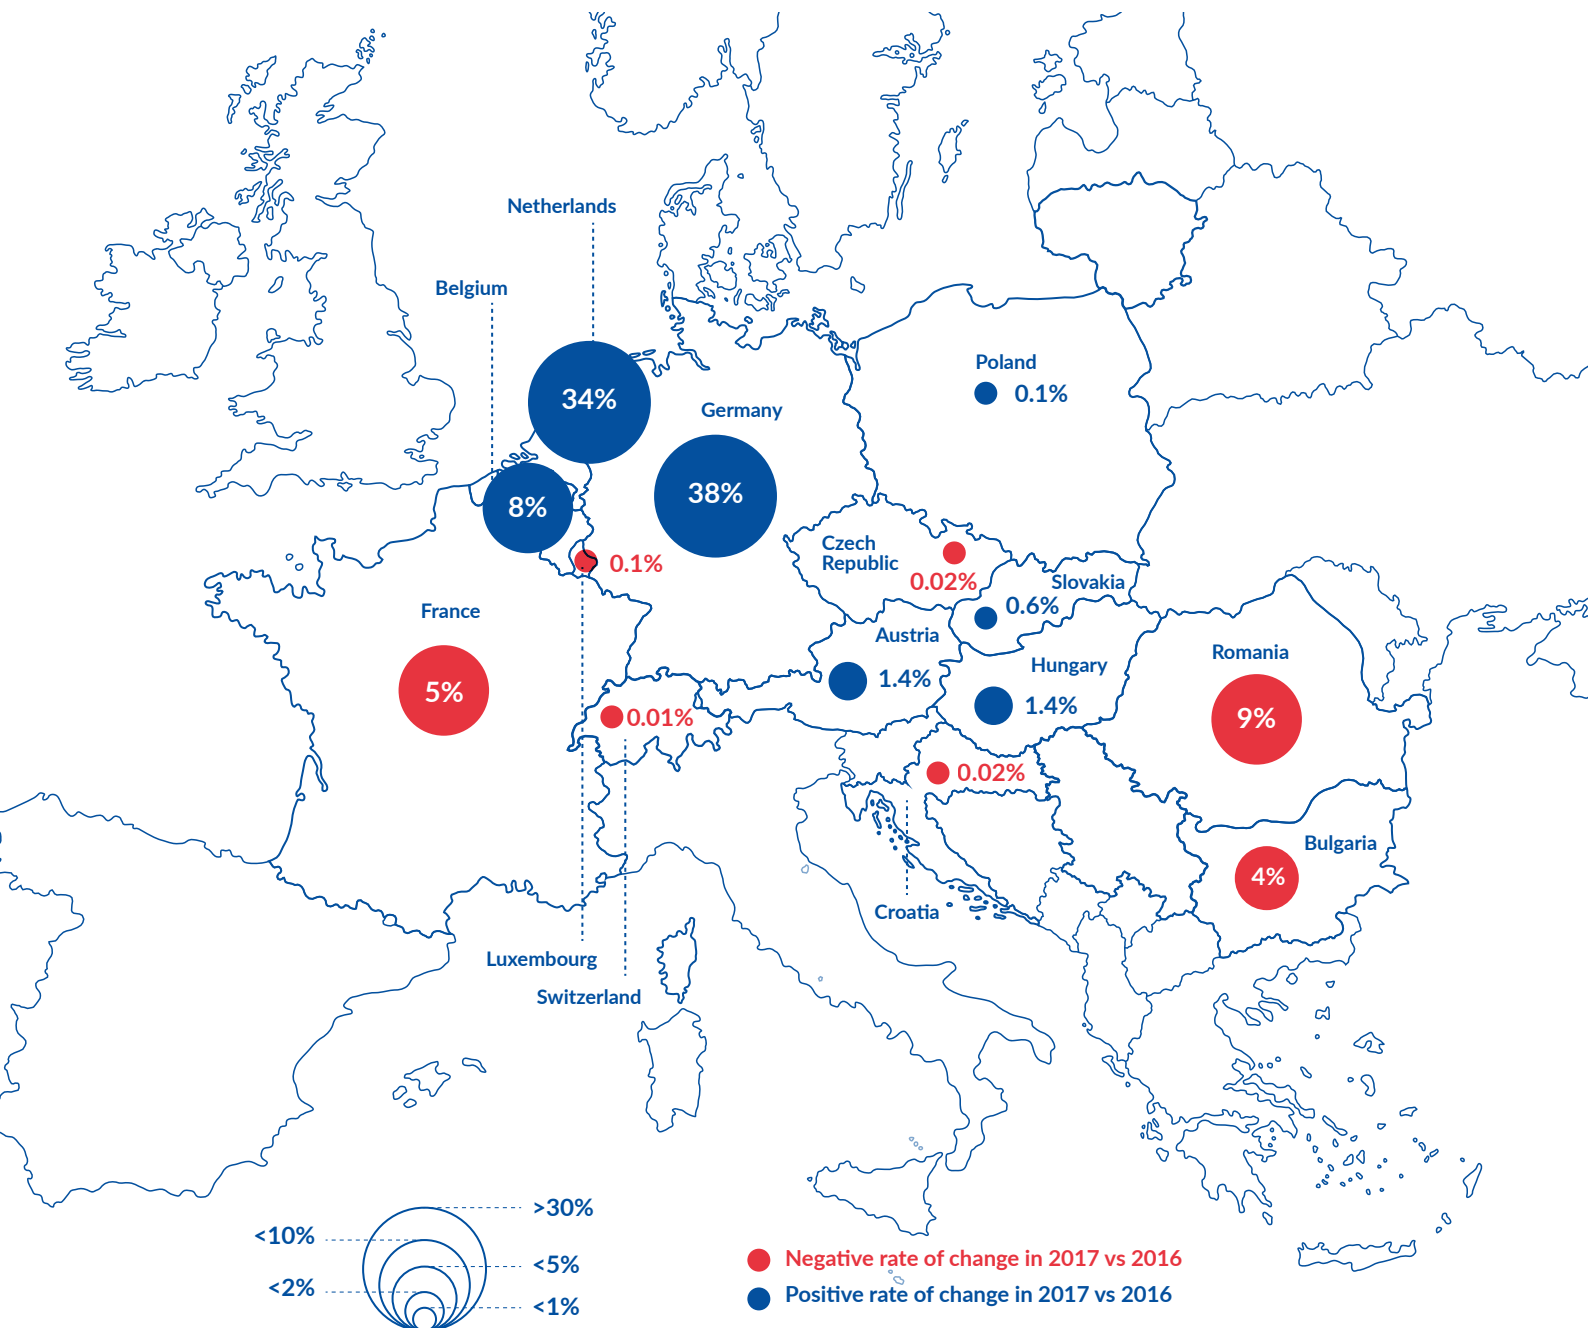 Netherlands
Belgium
34%
Germany
Poland
0.1%
38%
8%
Czech
Republic
0.02%
0.1%
Slovakia
0.6%
France
Austria
1.4%
Hungary
1.4%
Romania
9%
5%
0.01%
0.02%
Bulgaria
4%
Croatia
Luxembourg
Switzerland
>30%
<10%
<5%
<2%
<1%
Negative rate of change in 2017 vs 2016
Positive rate of change in 2017 vs 2016